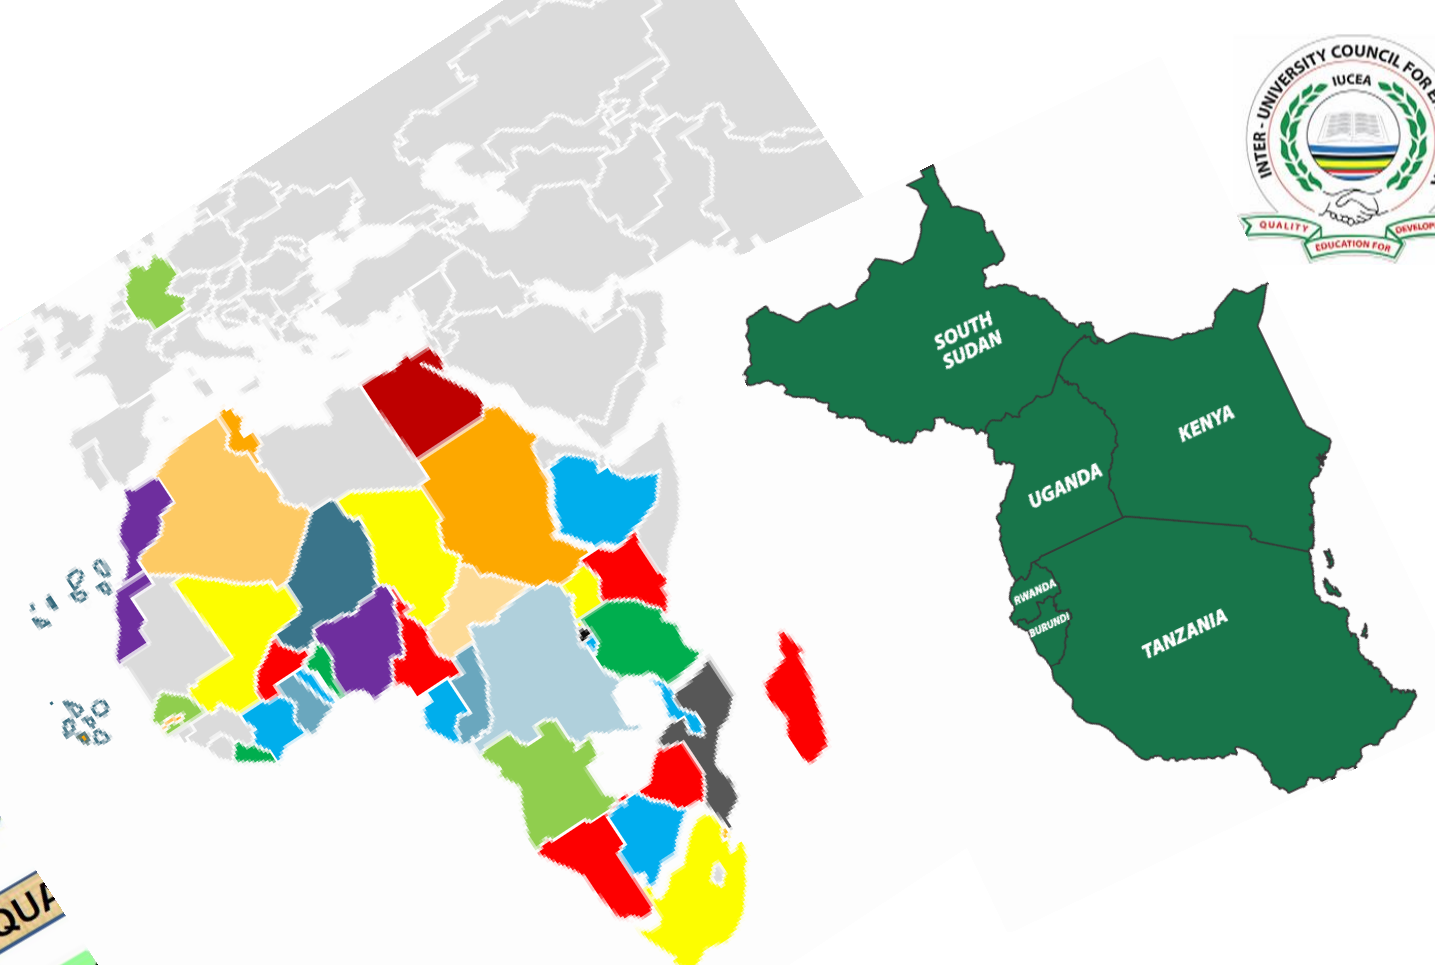 INTER - UNIVERSITY COUNCIL FOR
IUCEA
QUALITY
EDUCATION FOR
SOUTH
SUDAN
KENYA
UGANDA
RWANDA
BURUNDI
TANZANIA